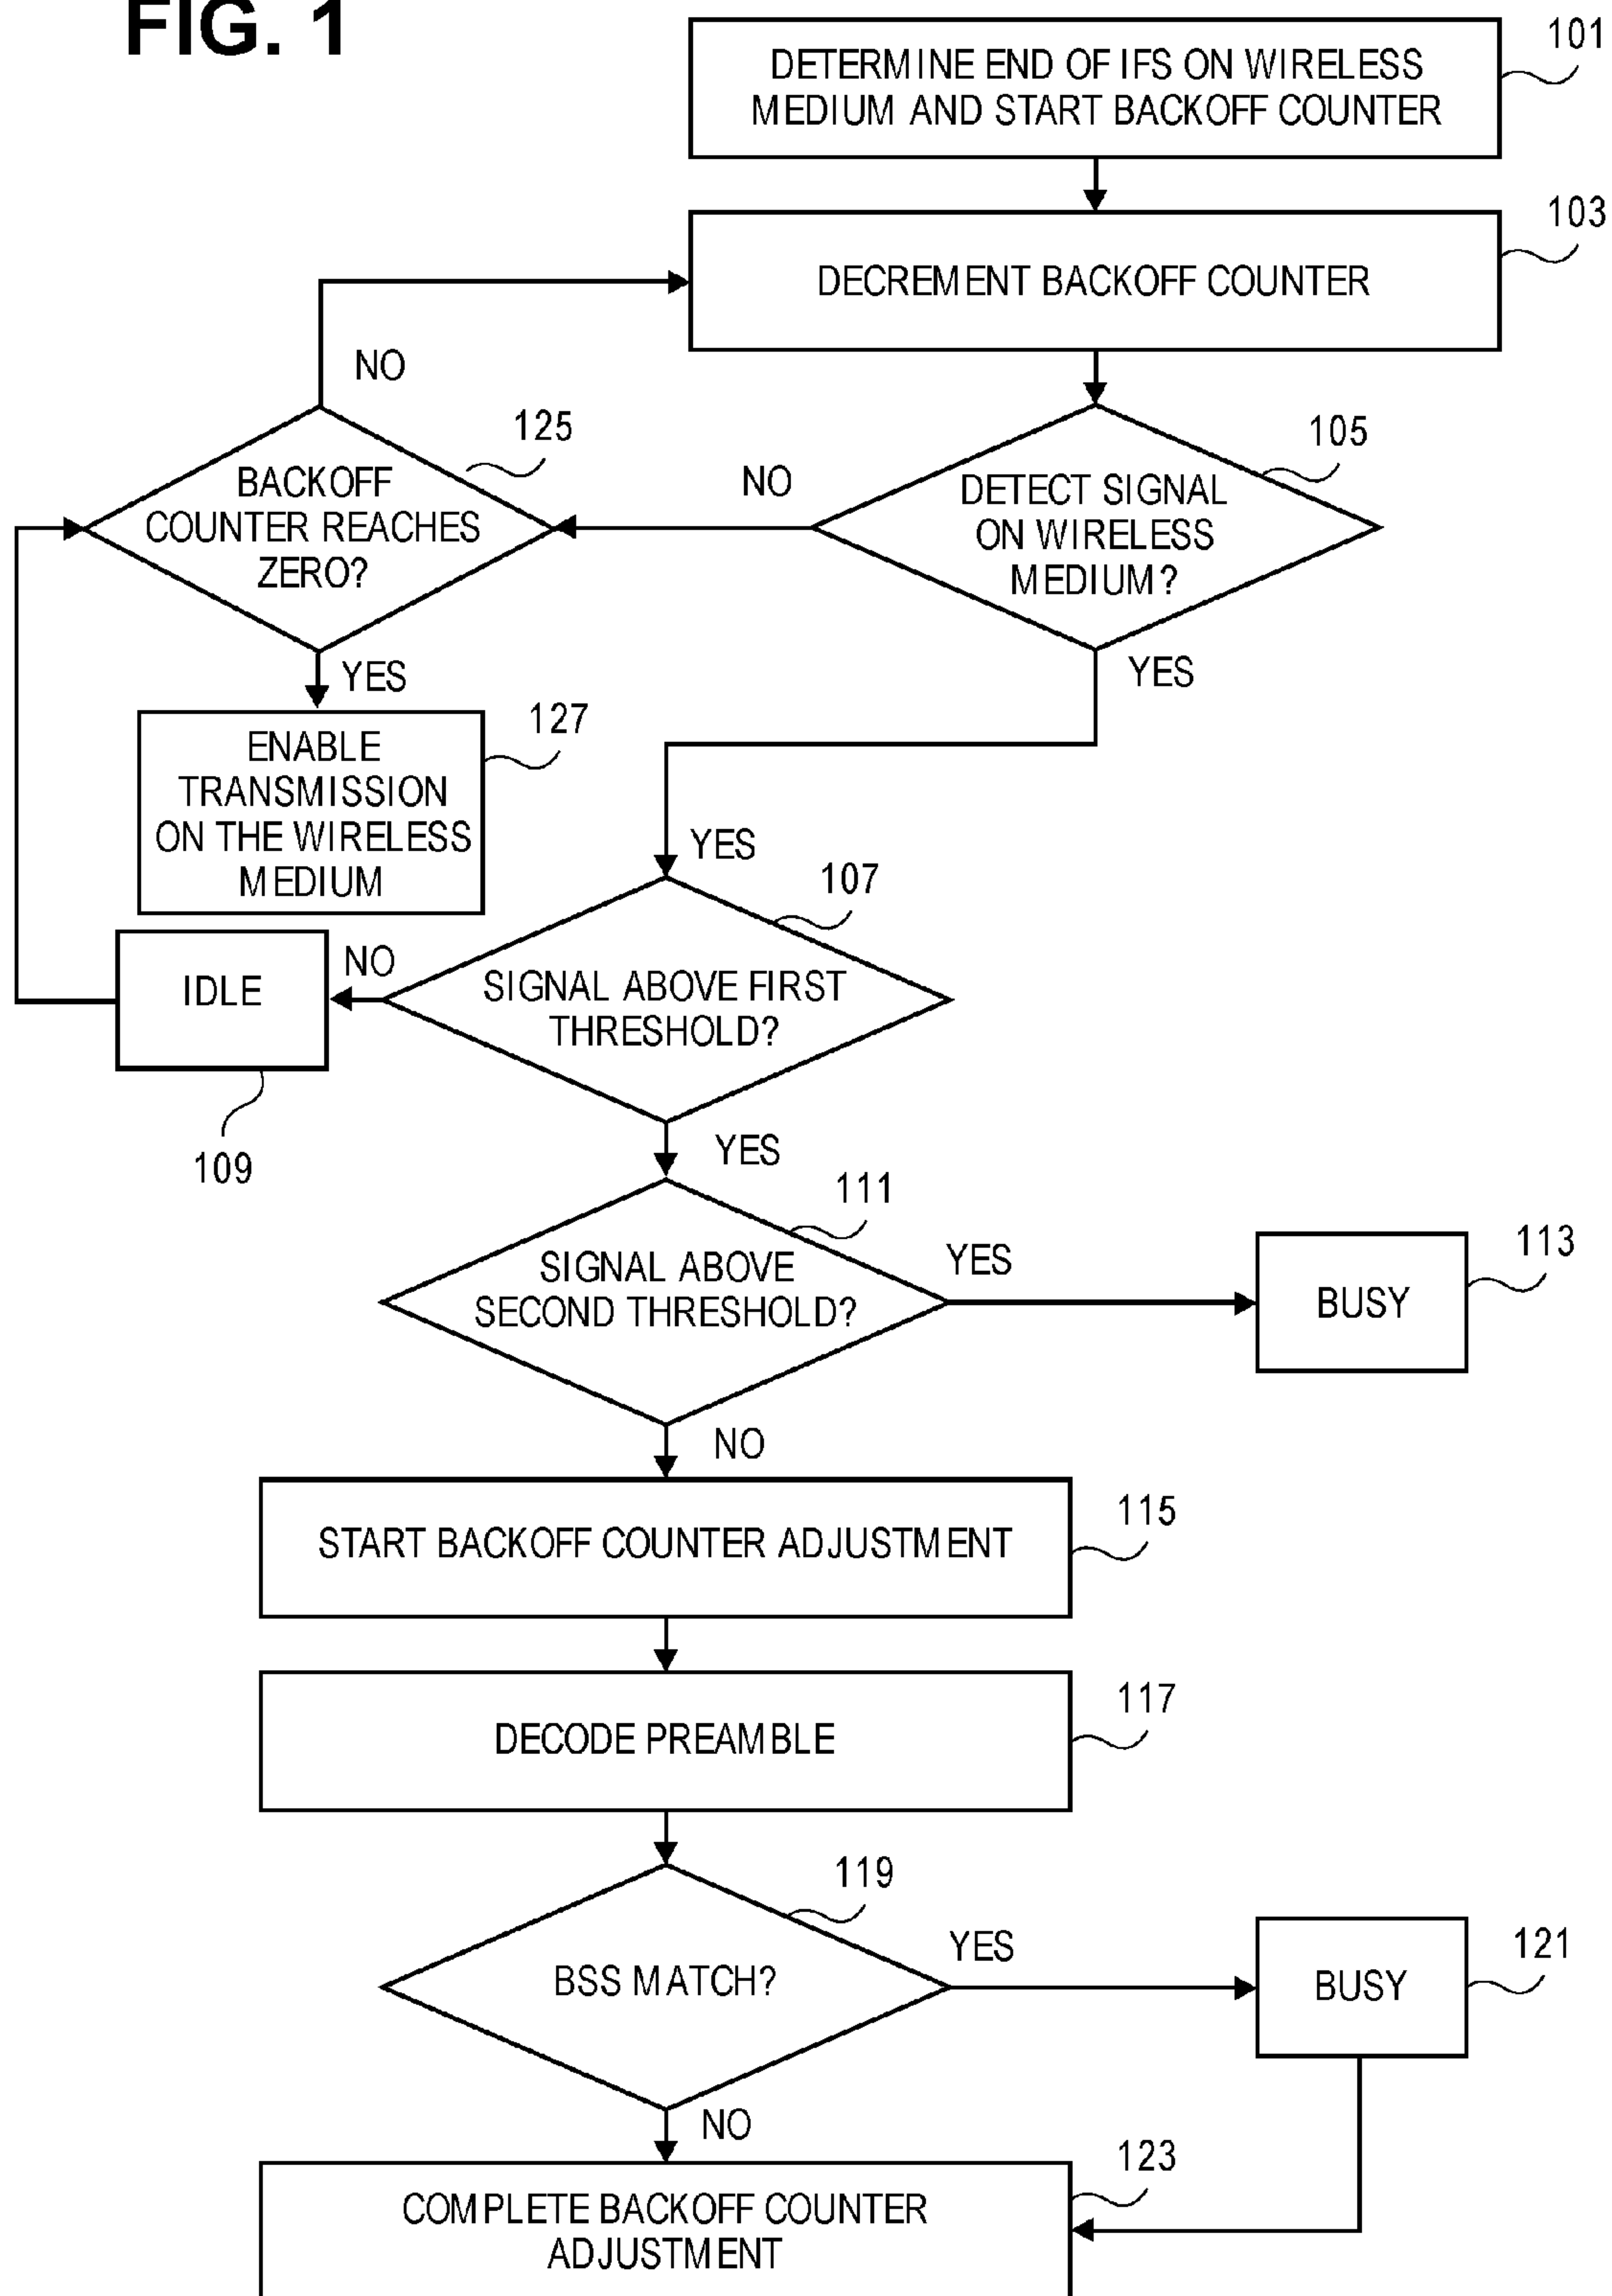 FIG. 1
101
DETERMINE END OF IFS ON WIRELESS
MEDIUM AND START BACKOFF COUNTER
103
DECREMENT BACKOFF COUNTER
NO
125
BACKOFF
COUNTER REACHES
ZERO?
NO
105
DETECT SIGNAL
ON WIRELESS
MEDIUM?
YES
YES
127
ENABLE
TRANSMISSION
ON THE WIRELESS
MEDIUM
YES
107
SIGNAL ABOVE FIRST
THRESHOLD?
NO
IDLE
109
YES
111
SIGNAL ABOVE
SECOND THRESHOLD?
YES
113
BUSY
NO
115
START BACKOFF COUNTER ADJUSTMENT
117
DECODE PREAMBLE
119
BSS MATCH?
YES
121
BUSY
NO
123
COMPLETE BACKOFF COUNTER
ADJUSTMENT